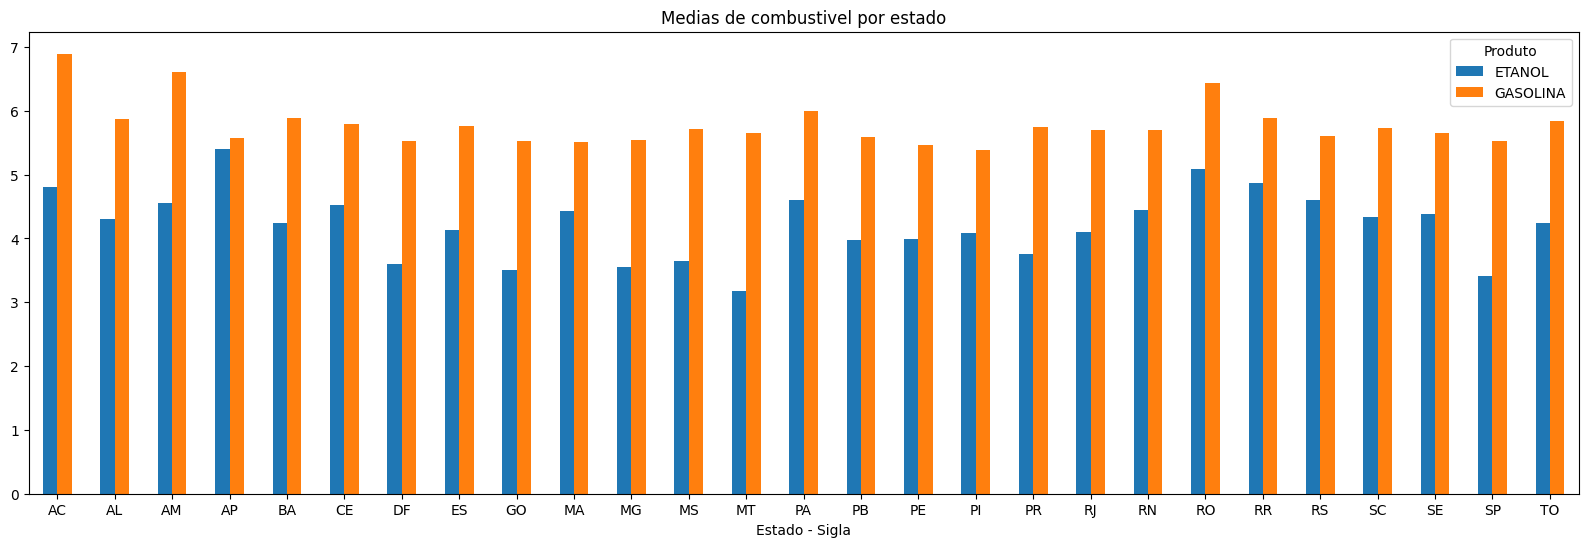 Medias de combustivel por estado
Produto
ETANOL
GASOLINA
7
6
5
4
3
2
1
0
AC AL AM AP BA CE DF ES GO MA MG MS MT PA PB PE PI PR RJ RN RO RR RS SC SE SP TO
Estado - Sigla